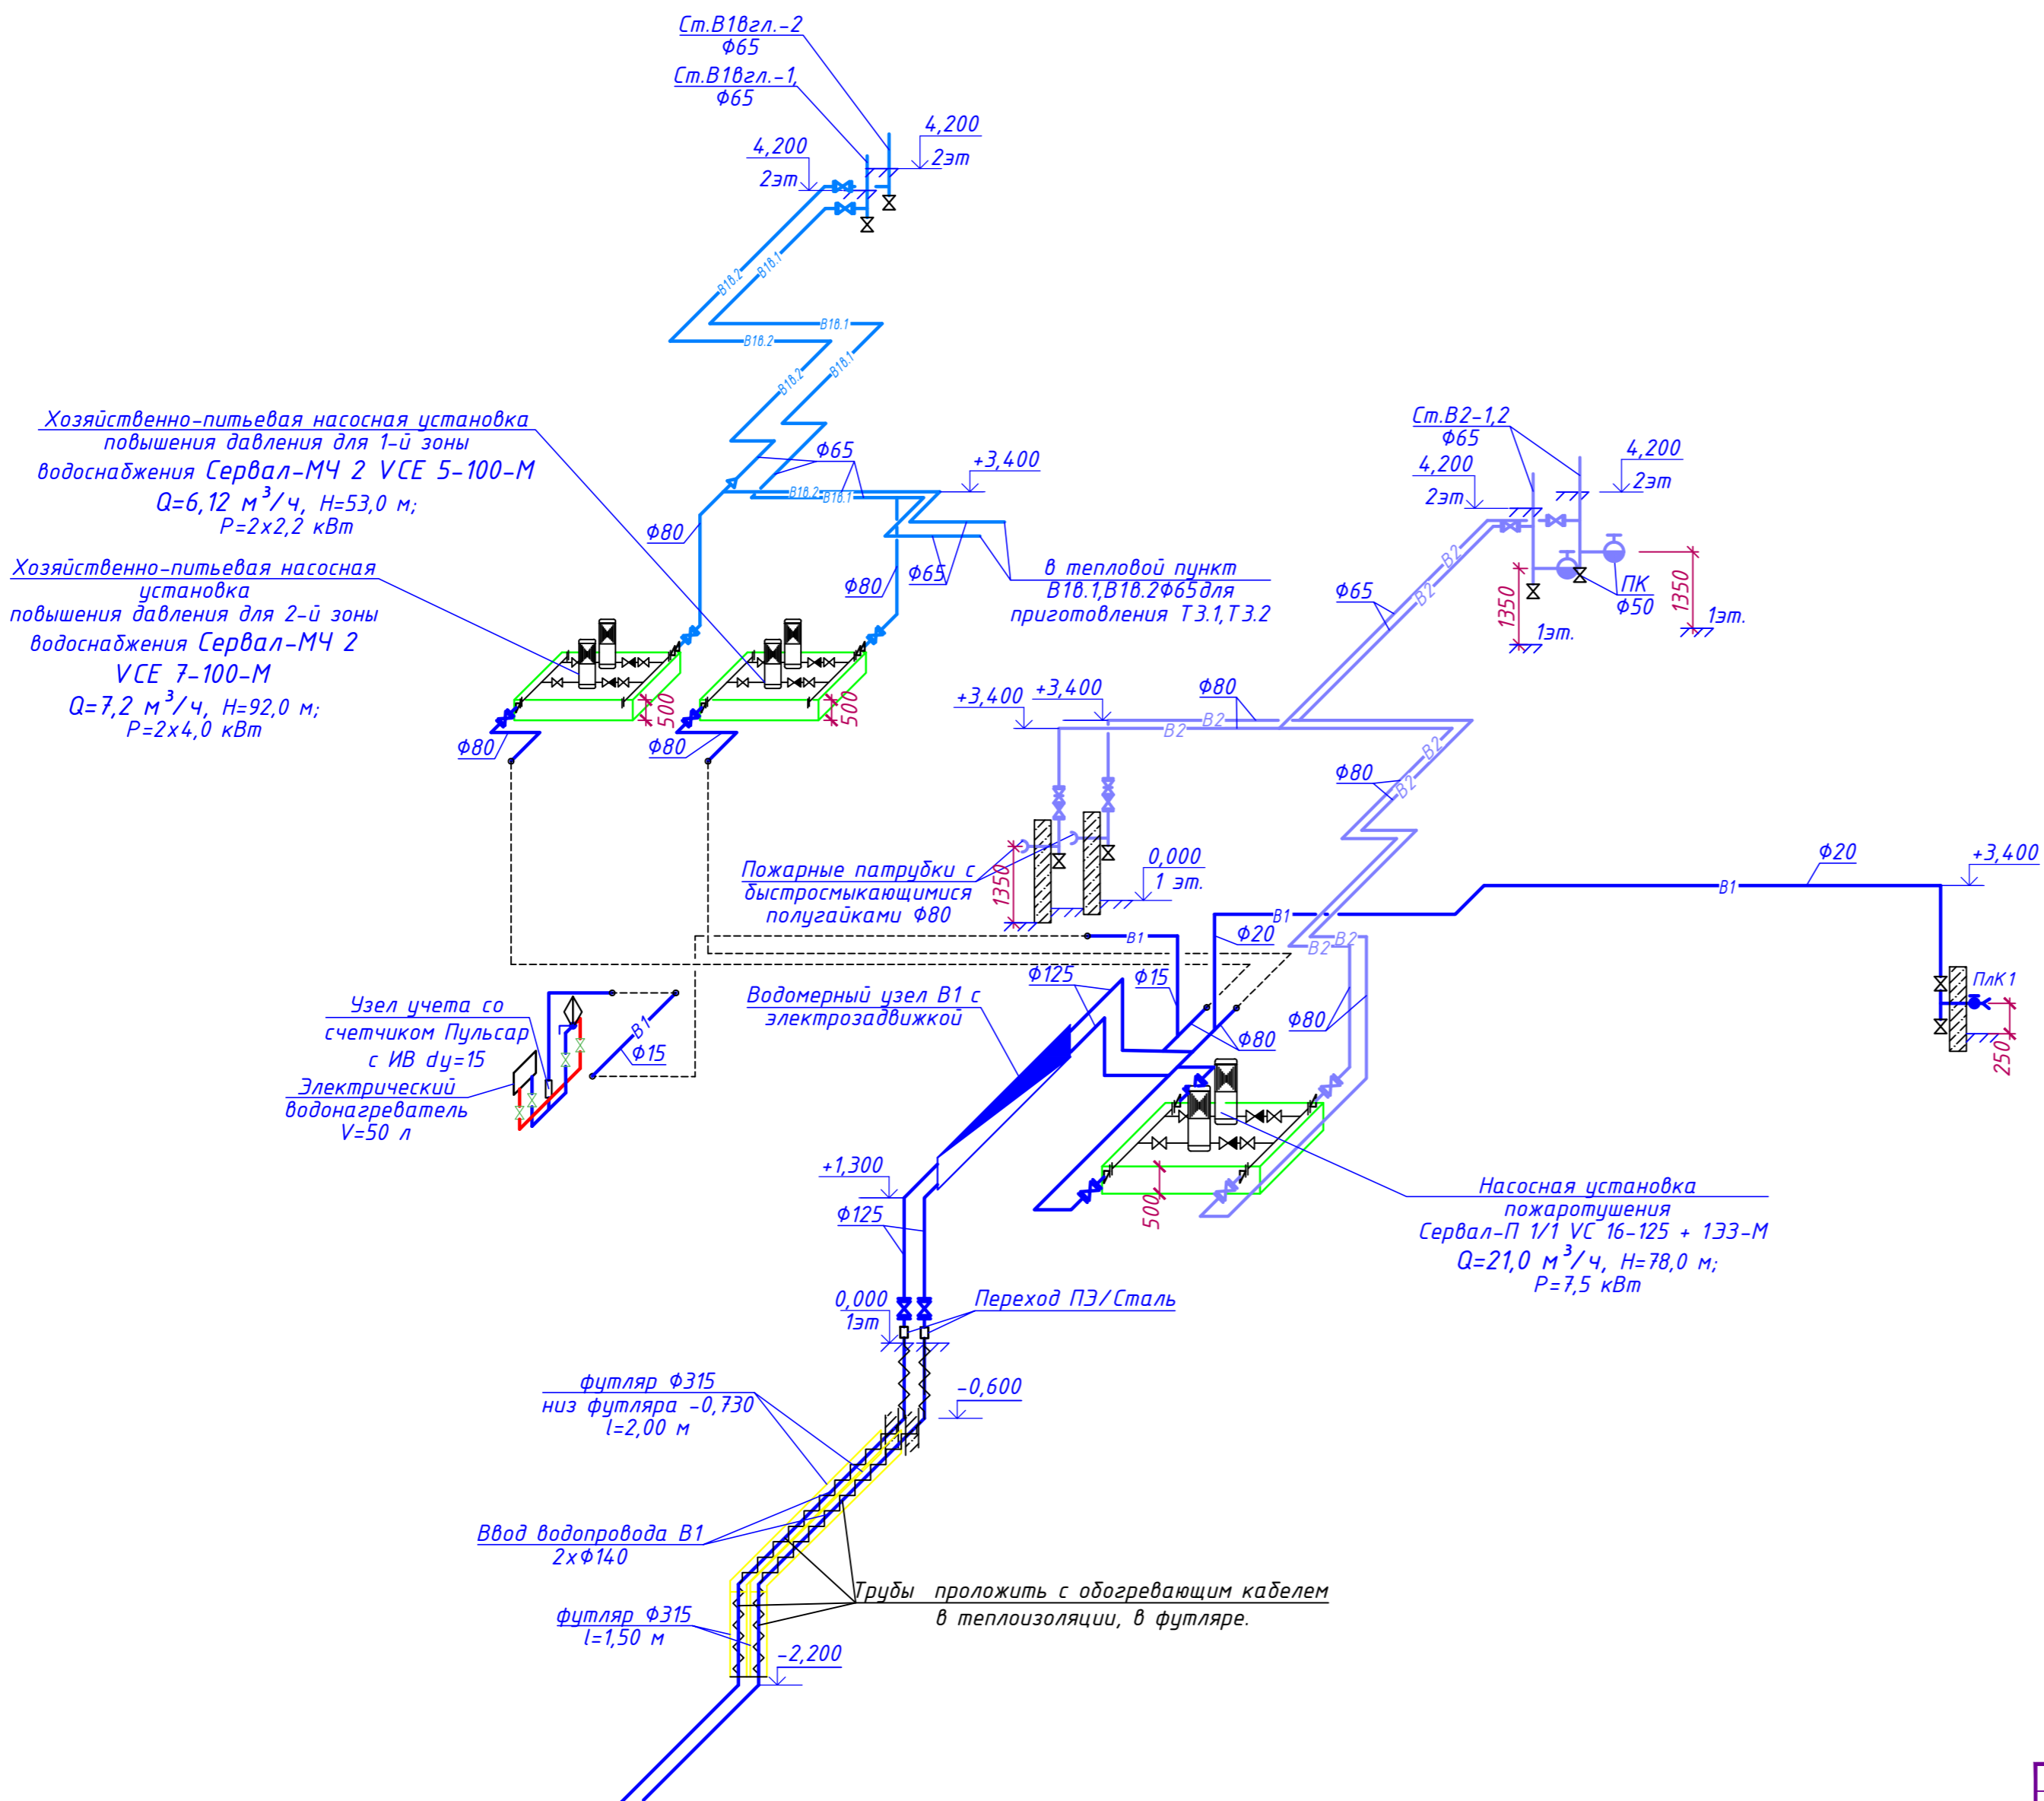 Ст.В1вгл.-2
Ф65
Ст.В1вгл.-1,
Ф65
4,200
2эт
4,200
2эт
В1в.2
В1в.1
В1в.1
В1в.2
В1в.2
В1в.1
Хозяйственно-питьевая насосная установка
повышения давления для 1-й зоны
водоснабжения Сервал-МЧ 2 VCE 5-100-М
Q=6,12 м³/ч, H=53,0 м;
P=2х2,2 кВт
Хозяйственно-питьевая насосная
установка
повышения давления для 2-й зоны
водоснабжения Сервал-МЧ 2
VCE 7-100-М
Q=7,2 м³/ч, H=92,0 м;
P=2х4,0 кВт
Ф65
+3,400
В1в.2
В1в.1
Ф80
Ф80
Ф65
в тепловой пункт
В1в.1,В1в.2Ф65для
приготовления Т3.1,Т3.2
500
500
Ф80
Ф80
Ст.В2-1,2
Ф65
4,200
2эт
4,200
2эт
В2
В2
Ф65
1350
1эт.
ПК
Ф50
1350
1эт.
+3,400
+3,400
Ф80
В2
В2
В2
В2
Ф80
Пожарные патрубки с
быстросмыкающимися
полугайками Ф80
1350
0,000
1 эт.
Ф20
+3,400
В1
В1
В1
Ф20
В2
В2
Ф125
Ф15
Ф80
Ф80
ПлК1
250
Водомерный узел В1 с
электрозадвижкой
Узел учета со
счетчиком Пульсар
с ИВ dу=15
Электрический
водонагреватель
V=50 л
В1
Ф15
500
Насосная установка
пожаротушения
Сервал-П 1/1 VC 16-125 + 1ЭЗ-М
Q=21,0 м³/ч, H=78,0 м;
P=7,5 кВт
+1,300
Ф125
0,000
1эт
Переход ПЭ/Сталь
-0,600
футляр Ф315
низ футляра -0,730
l=2,00 м
Ввод водопровода В1
2хФ140
Трубы проложить с обогревающим кабелем
в теплоизоляции, в футляре.
футляр Ф315
l=1,50 м
-2,200